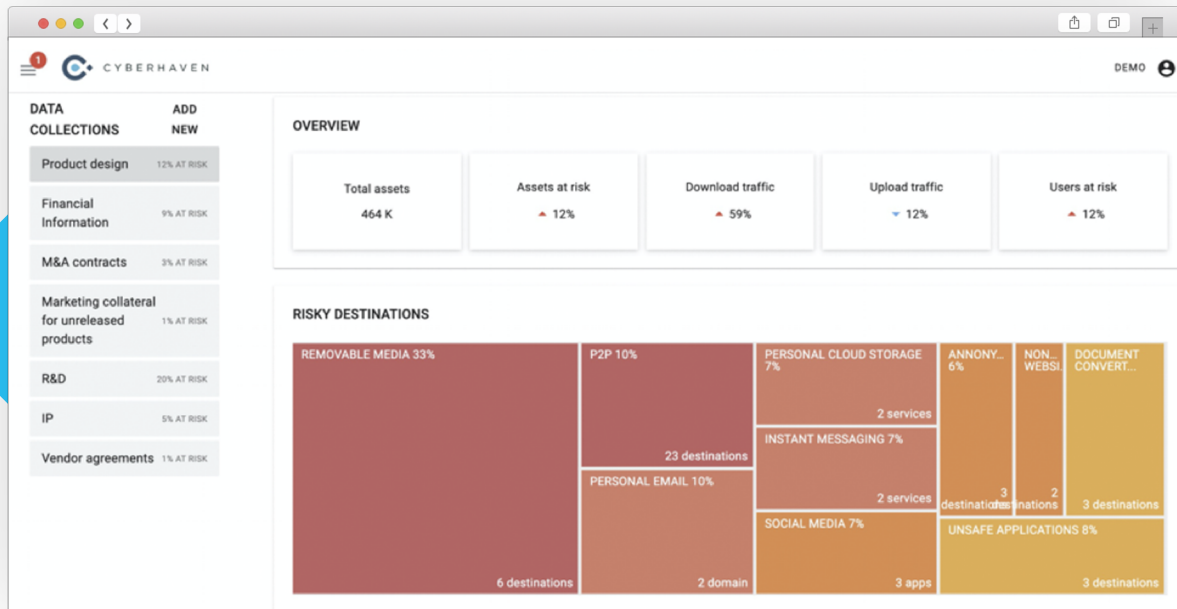 1
CYBERHAVEN
DEMO
DATA
COLLECTIONS
ADD
NEW
Product design 12% AT RISK
Financial
Information 9% AT RISK
M&A contracts 3% AT RISK
Marketing collateral
for unreleased 1% AT RISK
products
R&D 20% AT RISK
IP 5% AT RISK
Vendor agreements 1% AT RISK
OVERVIEW
Total assets
464 K
Assets at risk
12%
Download traffic
59%
Upload traffic
12%
Users at risk
12%
RISKY DESTINATIONS
REMOVABLE MEDIA 33%
6 destinations
P2P 10%
23 destinations
PERSONAL EMAIL 10%
2 domain
PERSONAL CLOUD STORAGE
7%
2 services
INSTANT MESSAGING 7%
2 services
SOCIAL MEDIA 7%
3 apps
ANNONY...
6%
3
destinations
NON...
WEBSI.
2
destinations
DOCUMENT
CONVERT...
3 destinations
UNSAFE APPLICATIONS 8%
3 destinations